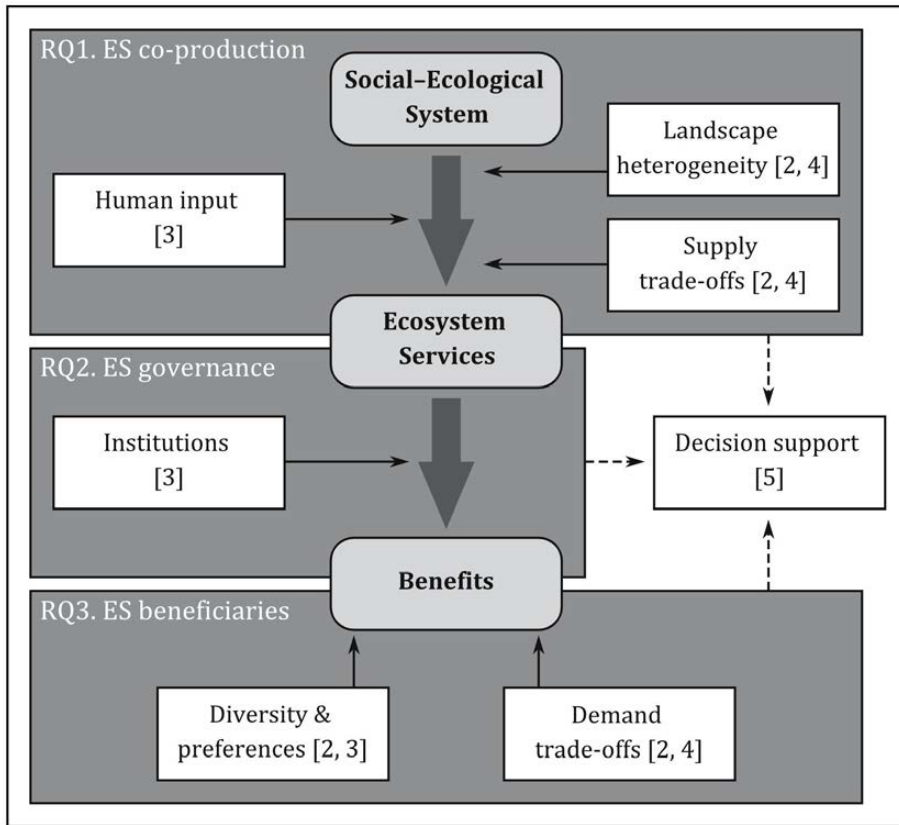 RQ1. ES co-production
Social–Ecological
System
Landscape
heterogeneity [2, 4]
Human input
[3]
Supply
trade-offs [2, 4]
Ecosystem
Services
RQ2. ES governance
Institutions
[3]
Decision support
[5]
Benefits
RQ3. ES beneficiaries
Diversity &
preferences [2, 3]
Demand
trade-offs [2, 4]